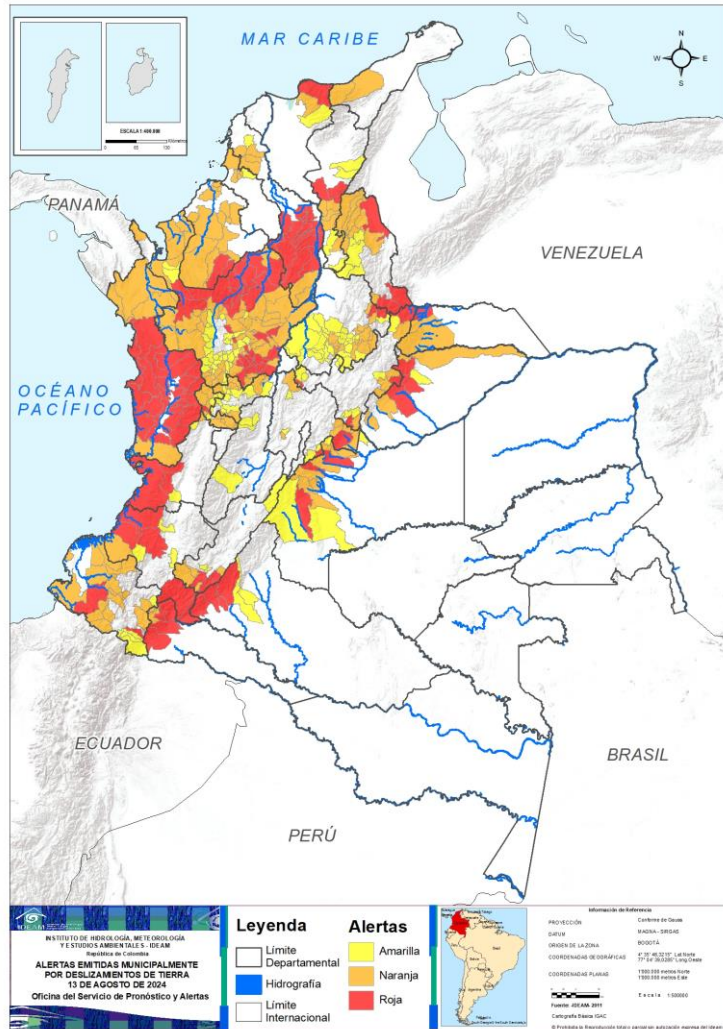 MAR CARIBE
N
W
E
S
ESCALA 1:400.000
PANAMÁ
VENEZUELA
OCÉANO
PACÍFICO
ECUADOR
BRASIL
PERÚ
IDEAM
INSTITUTO DE HIDROLOGÍA, METEOROLOGÍA
Y ESTUDIOS AMBIENTALES - IDEAM
República de Colombia
ALERTAS EMITIDAS MUNICIPALMENTE
POR DESLIZAMIENTOS DE TIERRA
13 DE AGOSTO DE 2024
Oficina del Servicio de Pronóstico y Alertas
Leyenda
Límite
Departamental
Hidrografía
Límite
Internacional
Alertas
Amarilla
Naranja
Roja
Información de Referencia
PROYECCIÓN
Conforme de Gauss
DATUM
MAGNA - SIRGAS
ORIGEN DE LA ZONA
BOGOTÁ
COORDENADAS GEOGRÁFICAS
COORDENADAS PLANAS
Fuente: IDEAM, 2011
Cartografía Básica IGAC